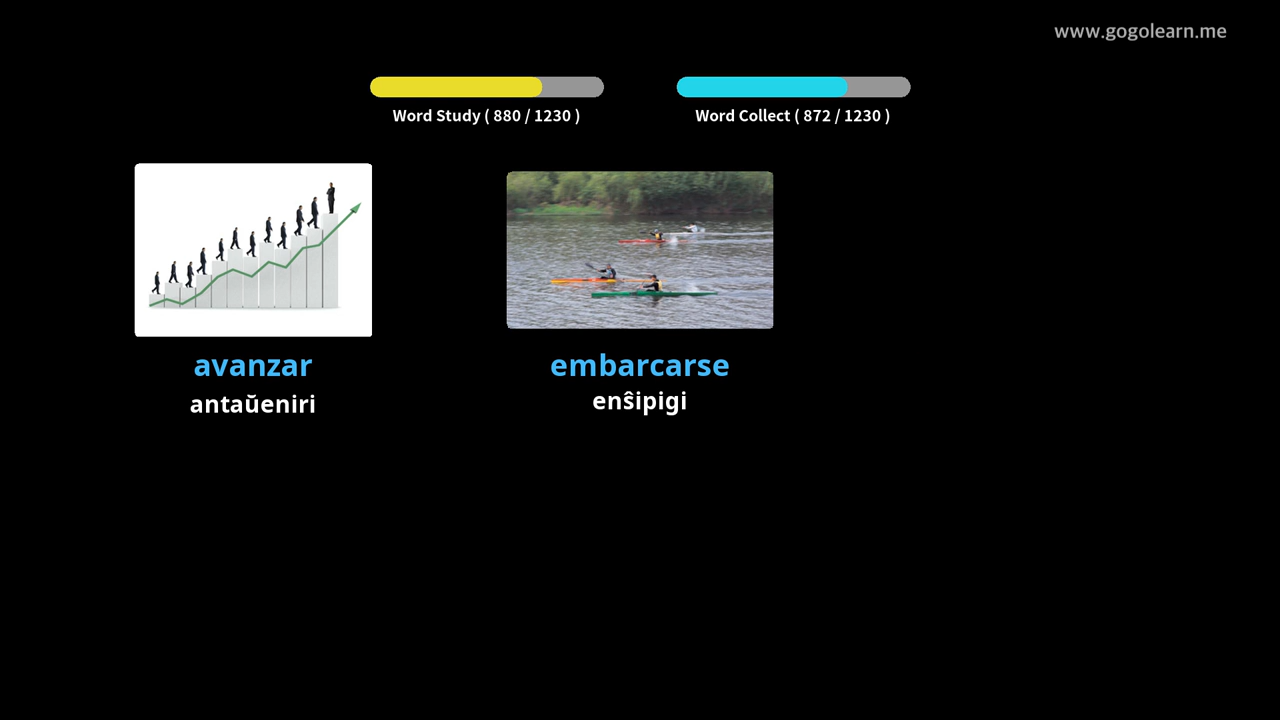 www.gogolearn.me
Word Study ( 880 / 1230 )
Word Collect ( 872 / 1230 )
avanzar
antaŭeniri
embarcarse
enŝipigi